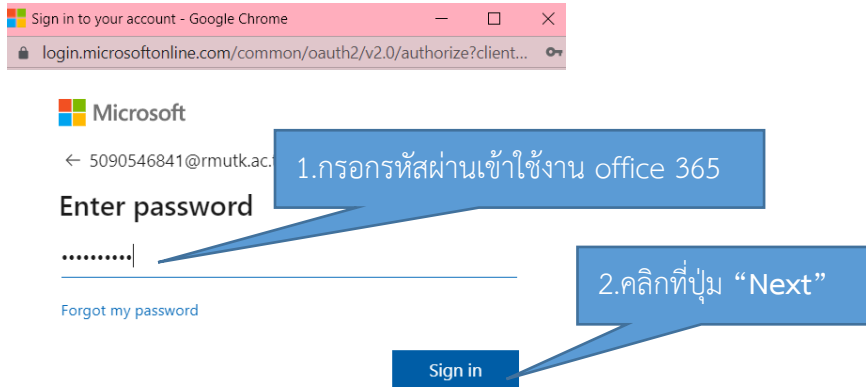 Sign in to your account - Google Chrome
login.microsoftonline.com/common/oauth2/v2.0/authorize?client...
Microsoft
← 5090546841@rmutk.ac.
1.กรอกรหัสผ่านเข้าใช้งาน office 365
Enter password
••••••••••
2.คลิกที่ปุ่ม “Next”
Forgot my password
Sign in